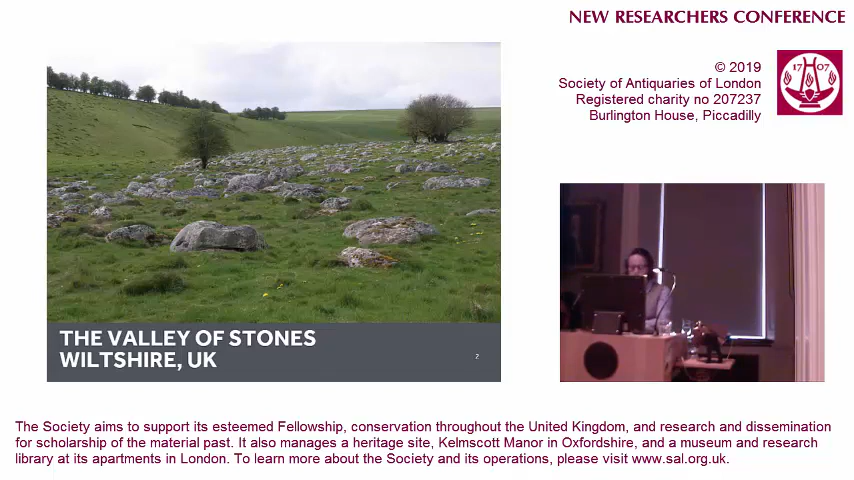 NEW RESEARCHERS CONFERENCE
© 2019
Society of Antiquaries of London
Registered charity no 207237
Burlington House, Piccadilly
17 07
THE VALLEY OF STONES
WILTSHIRE, UK
2
The Society aims to support its esteemed Fellowship, conservation throughout the United Kingdom, and research and dissemination
for scholarship of the material past. It also manages a heritage site, Kelmscott Manor in Oxfordshire, and a museum and research
library at its apartments in London. To learn more about the Society and its operations, please visit www.sal.org.uk.